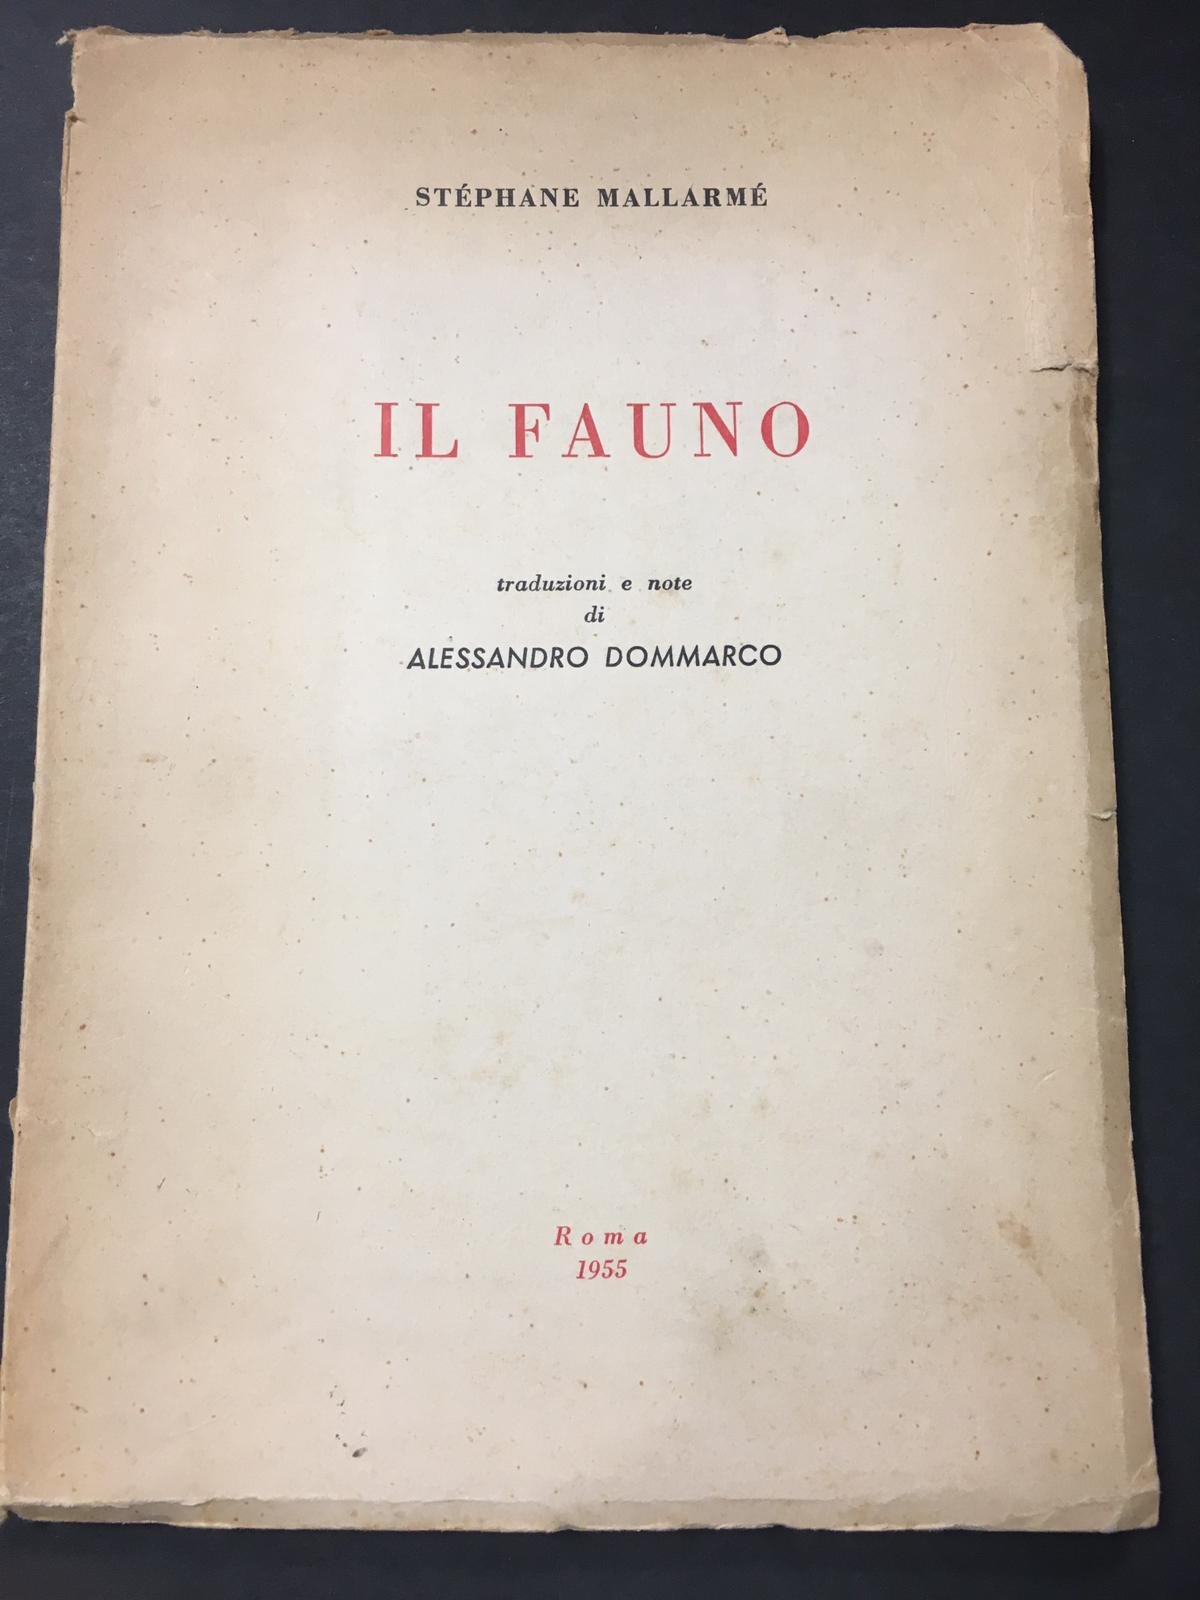 STÉPHANE MALLARMÉ
IL FAUNO
traduzioni e note
di
ALESSANDRO DOMMARCO
Roma
1955